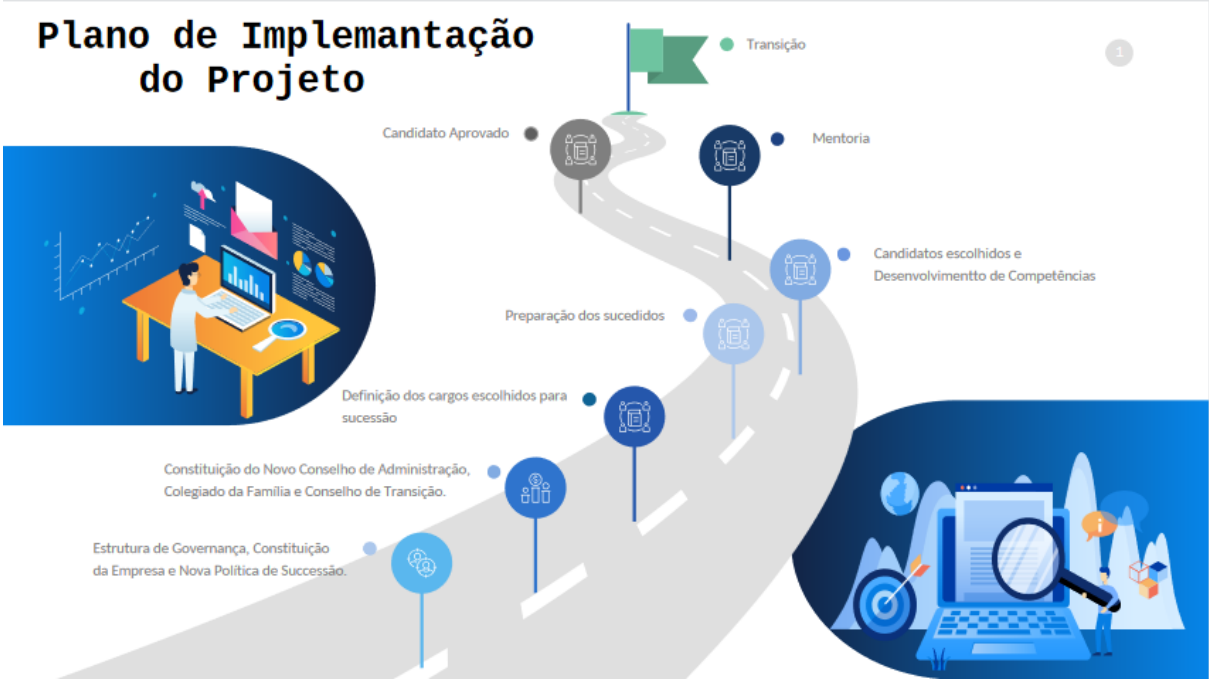 Plano de Implemantação
do Projeto
Transição
1
Candidato Aprovado
Mentoria
Candidatos escolhidos e
Desenvolvimentto de Competências
Preparação dos sucedidos
Definição dos cargos escolhidos para
sucessão
Constituição do Novo Conselho de Administração,
Colegiado da Família e Conselho de Transição.
Estrutura de Governança, Constituição
da Empresa e Nova Política de Succesão.